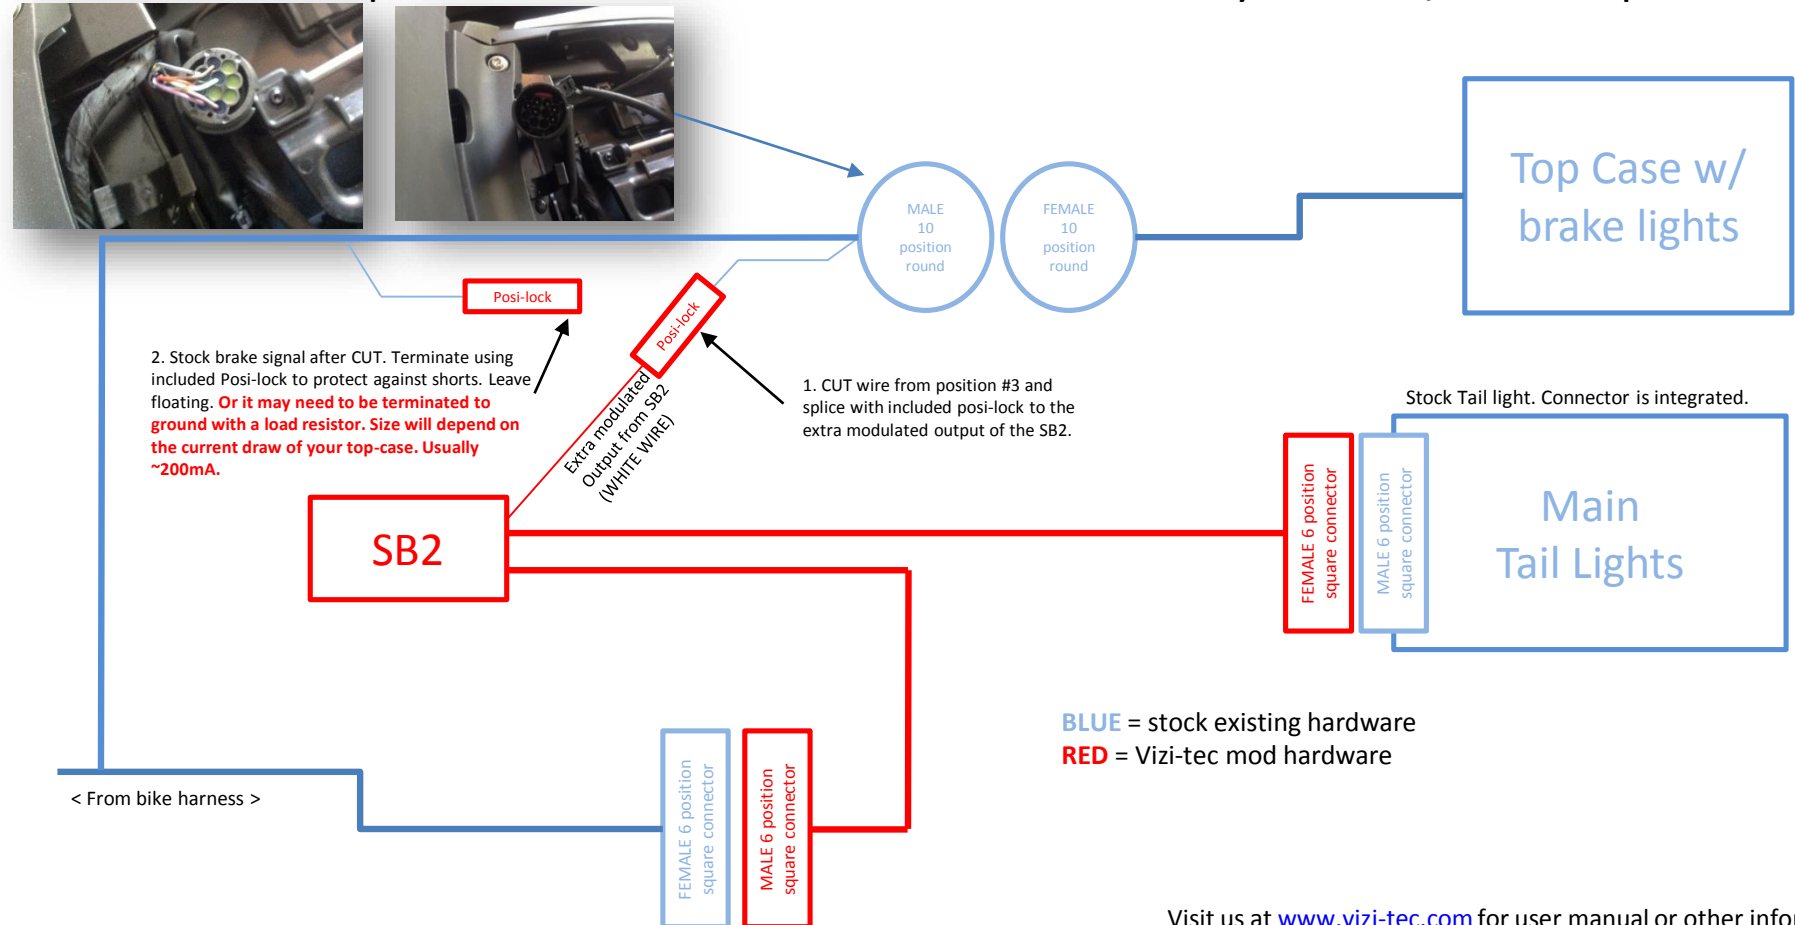 MALE
10
position
round
FEMALE
10
position
round
Top Case w/
brake lights
Posi-lock
Posi-lock
2. Stock brake signal after CUT. Terminate using
included Posi-lock to protect against shorts. Leave
floating. Or it may need to be terminated to
ground with a load resistor. Size will depend on
the current draw of your top-case. Usually
~200mA.
Extra modulated
Output from SB2
(WHITE WIRE)
1. CUT wire from position #3 and
splice with included posi-lock to the
extra modulated output of the SB2.
Stock Tail light. Connector is integrated.
SB2
FEMALE 6 position
square connector
MALE 6 position
square connector
Main
Tail Lights
BLUE = stock existing hardware
RED = Vizi-tec mod hardware
< From bike harness >
FEMALE 6 position
square connector
MALE 6 position
square connector
Visit us at www.vizi-tec.com for user manual or other